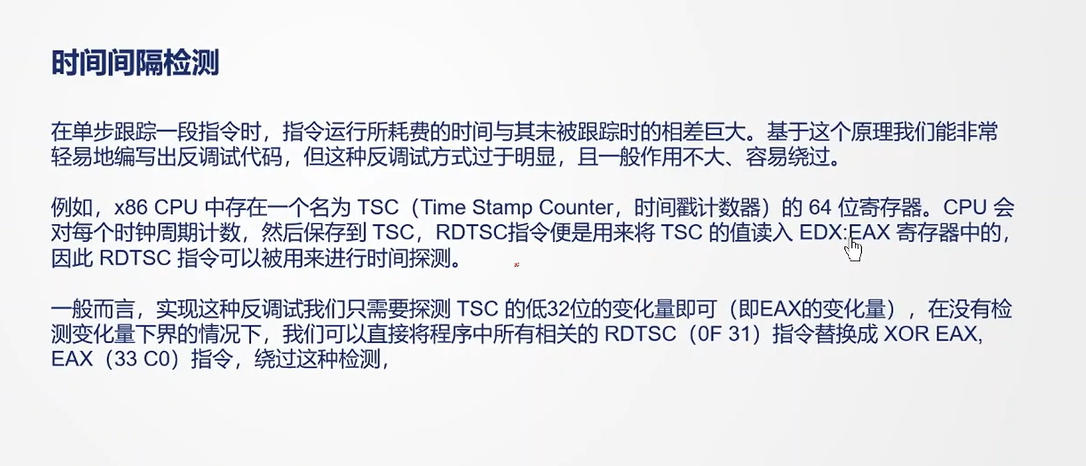 时间间隔检测
在单步跟踪一段指令时，指令运行所耗费的时间与其未被跟踪时的相差巨大。基于这个原理我们能非常
轻易地编写出反调试代码，但这种反调试方式过于明显，且一般作用不大、容易绕过。
例如，x86 CPU 中存在一个名为 TSC（Time Stamp Counter，时间戳计数器）的 64 位寄存器。CPU 会
对每个时钟周期计数，然后保存到 TSC，RDTSC指令便是用来将 TSC 的值读入 EDX:EAX 寄存器中的，
因此 RDTSC 指令可以被用来进行时间探测。
一般而言，实现这种反调试我们只需要探测 TSC 的低32位的变化量即可（即EAX的变化量），在没有检
测变化量下界的情况下，我们可以直接将程序中所有相关的 RDTSC（0F 31）指令替换成 XOR EAX,
EAX（33 C0）指令，绕过这种检测，